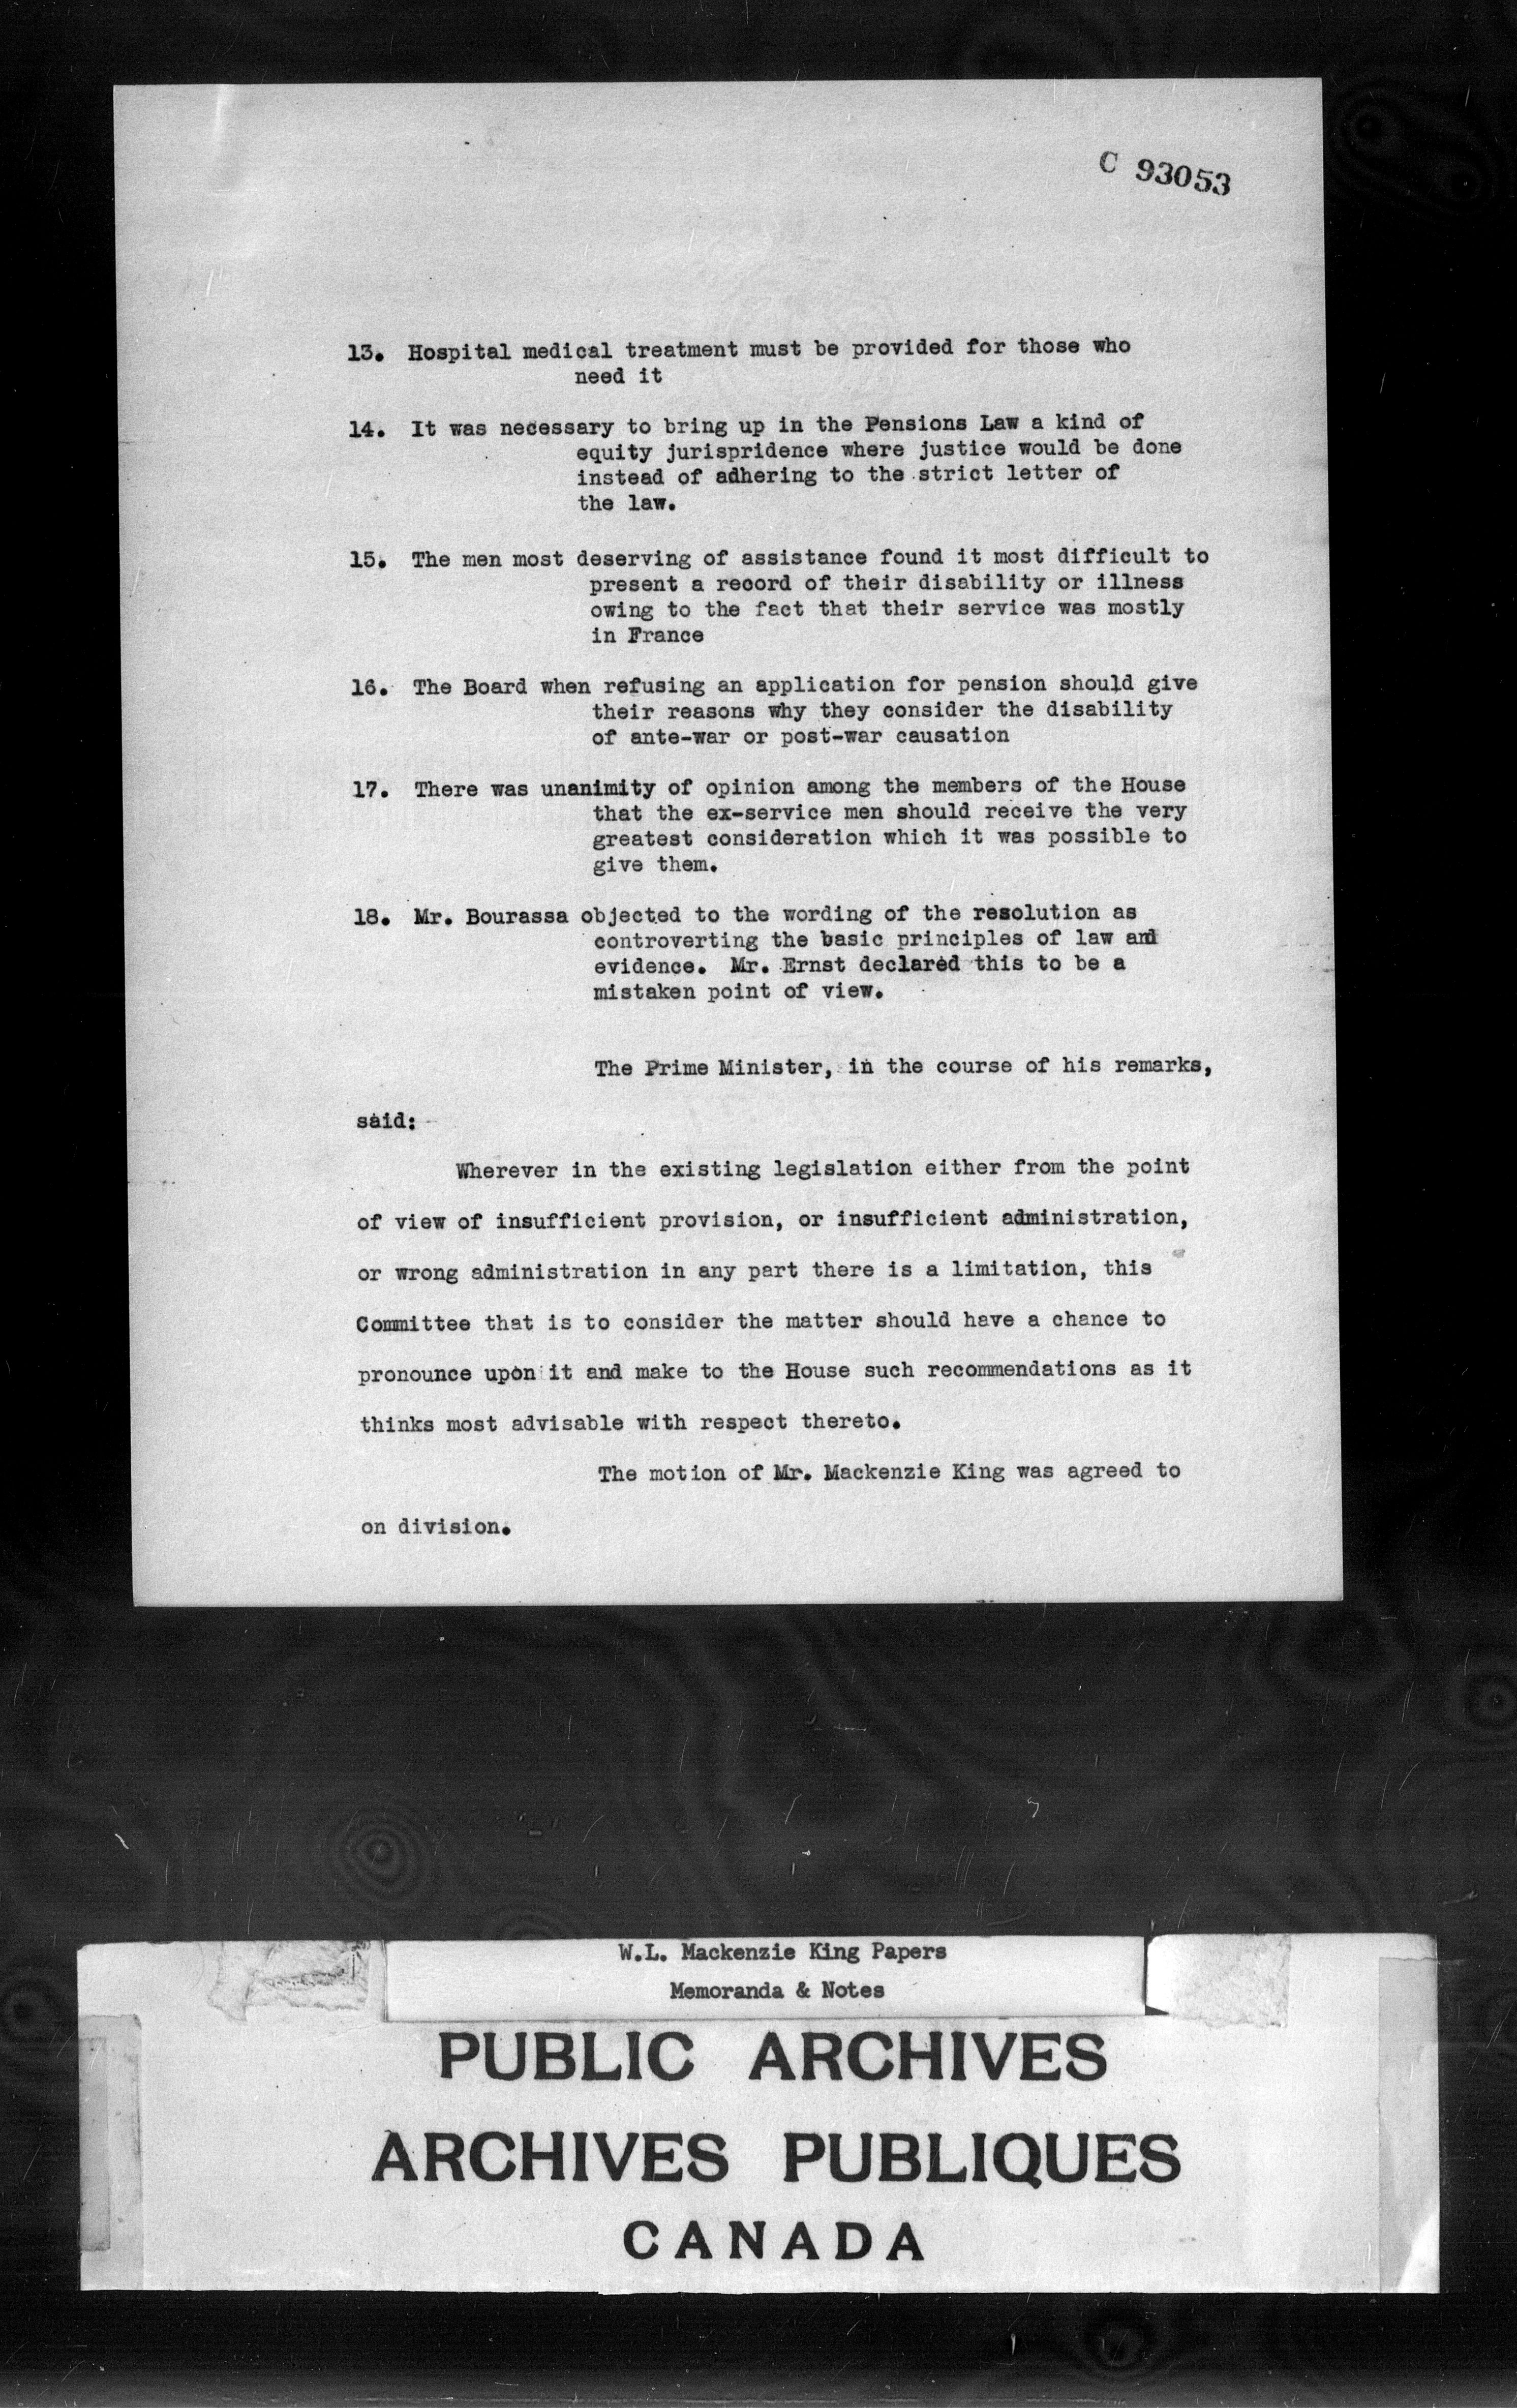 C 93053
13. Hospital medical treatment must be provided for those who
need it
14. It was necessary to bring up in the Pensions Law a kind of
equity jurispridence where justice would be done
instead of adhering to the strict letter of
the law.
15. The men most deserving of assistance found it most difficult to
present a record of their disability or illness
owing to the fact that their service was mostly
in France
16. The Board when refusing an application for pension should give
their reasons why they consider the disability
of ante-war or post-war causation
17. There was unanimity of opinion among the members of the House
that the ex-service men should receive the very
greatest consideration which it was possible to
give them.
18. Mr. Bourassa objected to the wording of the resolution as
controverting the basic principles of law and
evidence. Mr. Ernst declared this to be a
mistaken point of view.
The Prime Minister, in the course of his remarks,
said:
Wherever in the existing legislation either from the point
of view of insufficient provision, or insufficient administration,
or wrong administration in any part there is a limitation, this
Committee that is to consider the matter should have a chance to
pronounce upon it and make to the House such recommendations as it
thinks most advisable with respect thereto.
The motion of Mr. Mackenzie King was agreed to
on division.
W.L. Mackenzie King Papers
Memoranda & Notes
PUBLIC ARCHIVES
ARCHIVES PUBLIQUES
CANADA